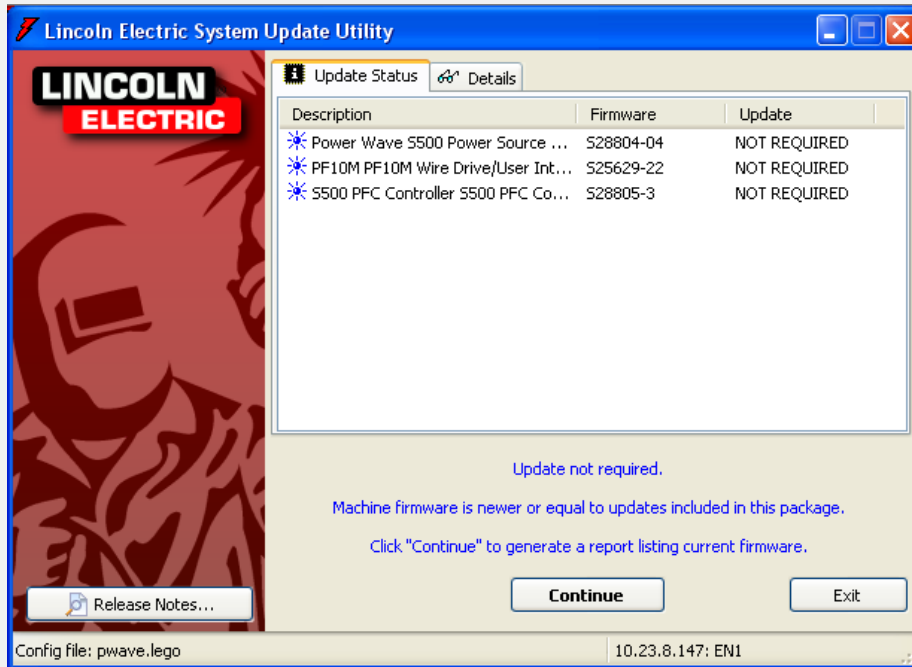 Lincoln Electric System Update Utility
LINCOLN
ELECTRIC
Update Status
Details
Description Firmware Update
Power Wave S500 Power Source ... S28804-04 NOT REQUIRED
PF10M PF10M Wire Drive/User Int... S25629-22 NOT REQUIRED
S500 PFC Controller S500 PFC Co... S28805-3 NOT REQUIRED
Update not required.
Machine firmware is newer or equal to updates included in this package.
Click "Continue" to generate a report listing current firmware.
Release Notes...
Continue
Exit
Config file: pwave.lego
10.23.8.147: EN1